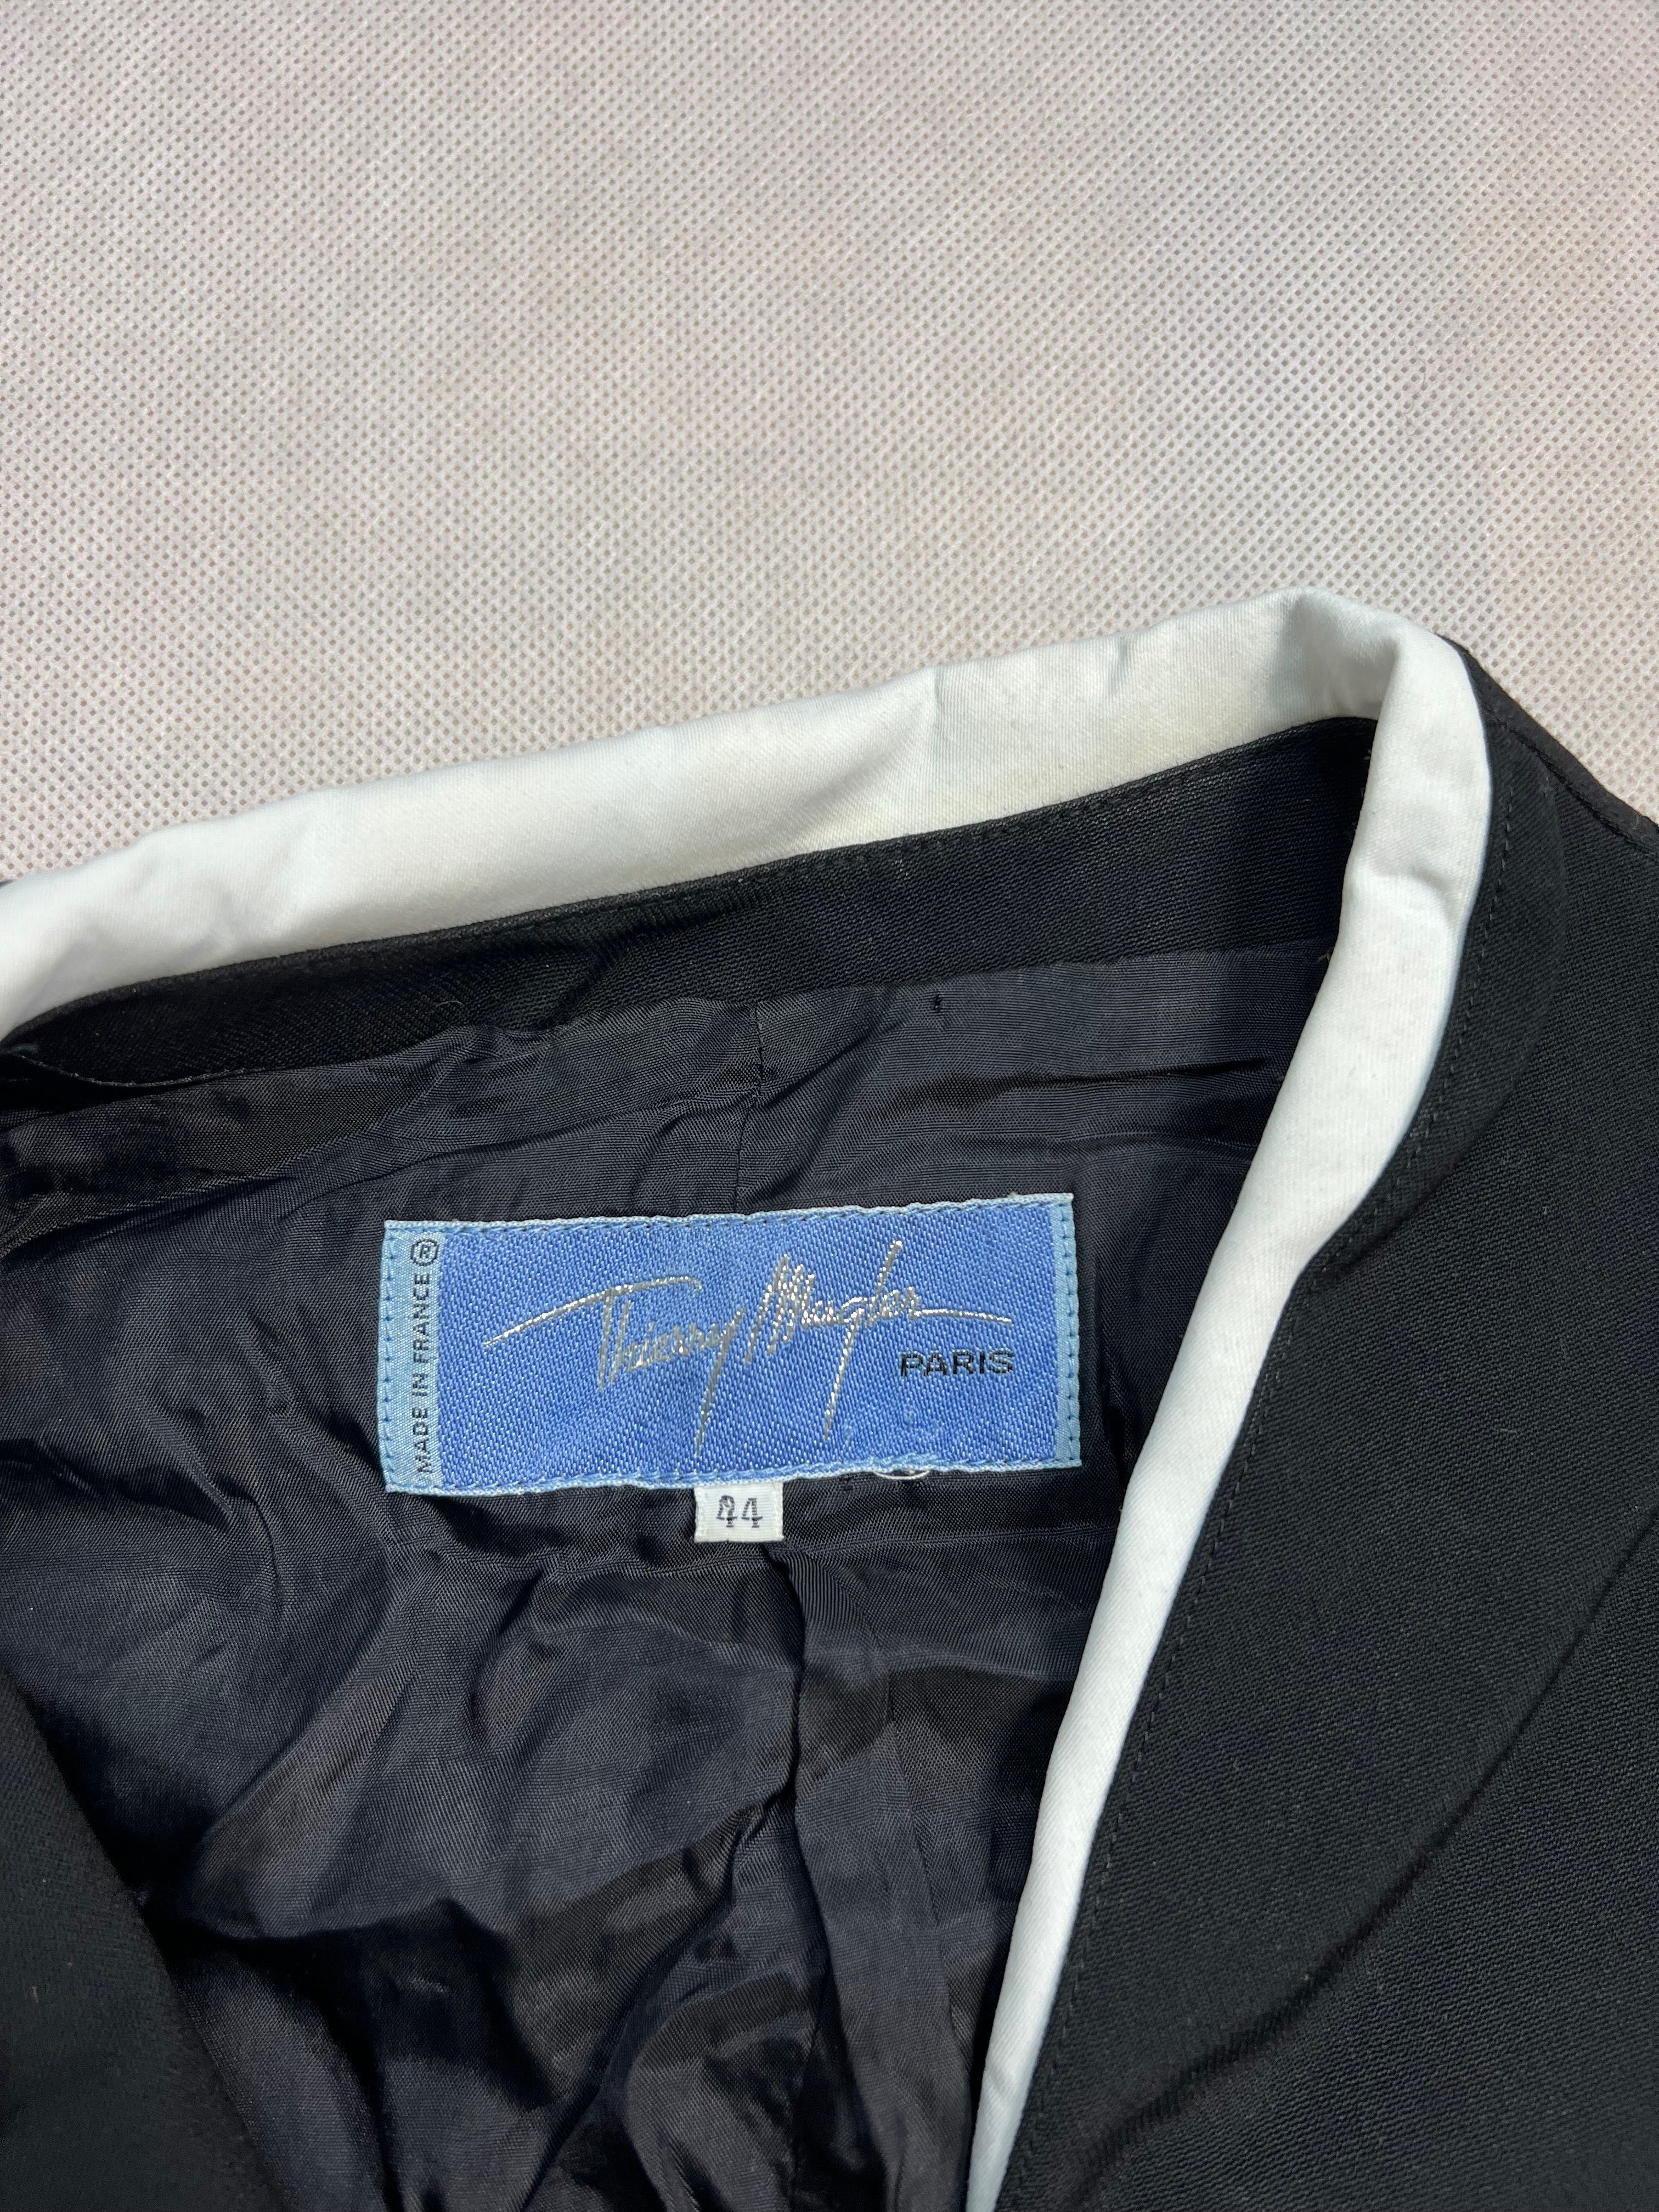 MADE IN FRANCE ®
Thierry Mugler
PARIS
44